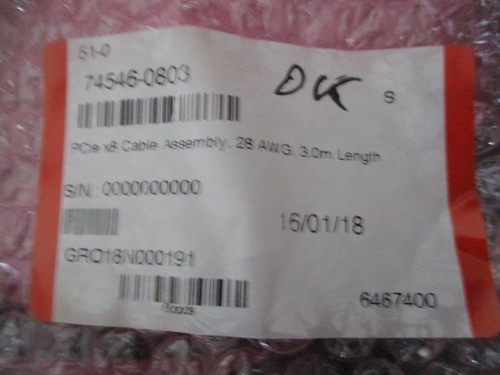 51-0
74546-0803
OK
S
PCIe x8 Cable Assembly, 28 AWG, 3.0m Length
S/N.: 0000000000
16/01/18
GRO18N000191
6467400